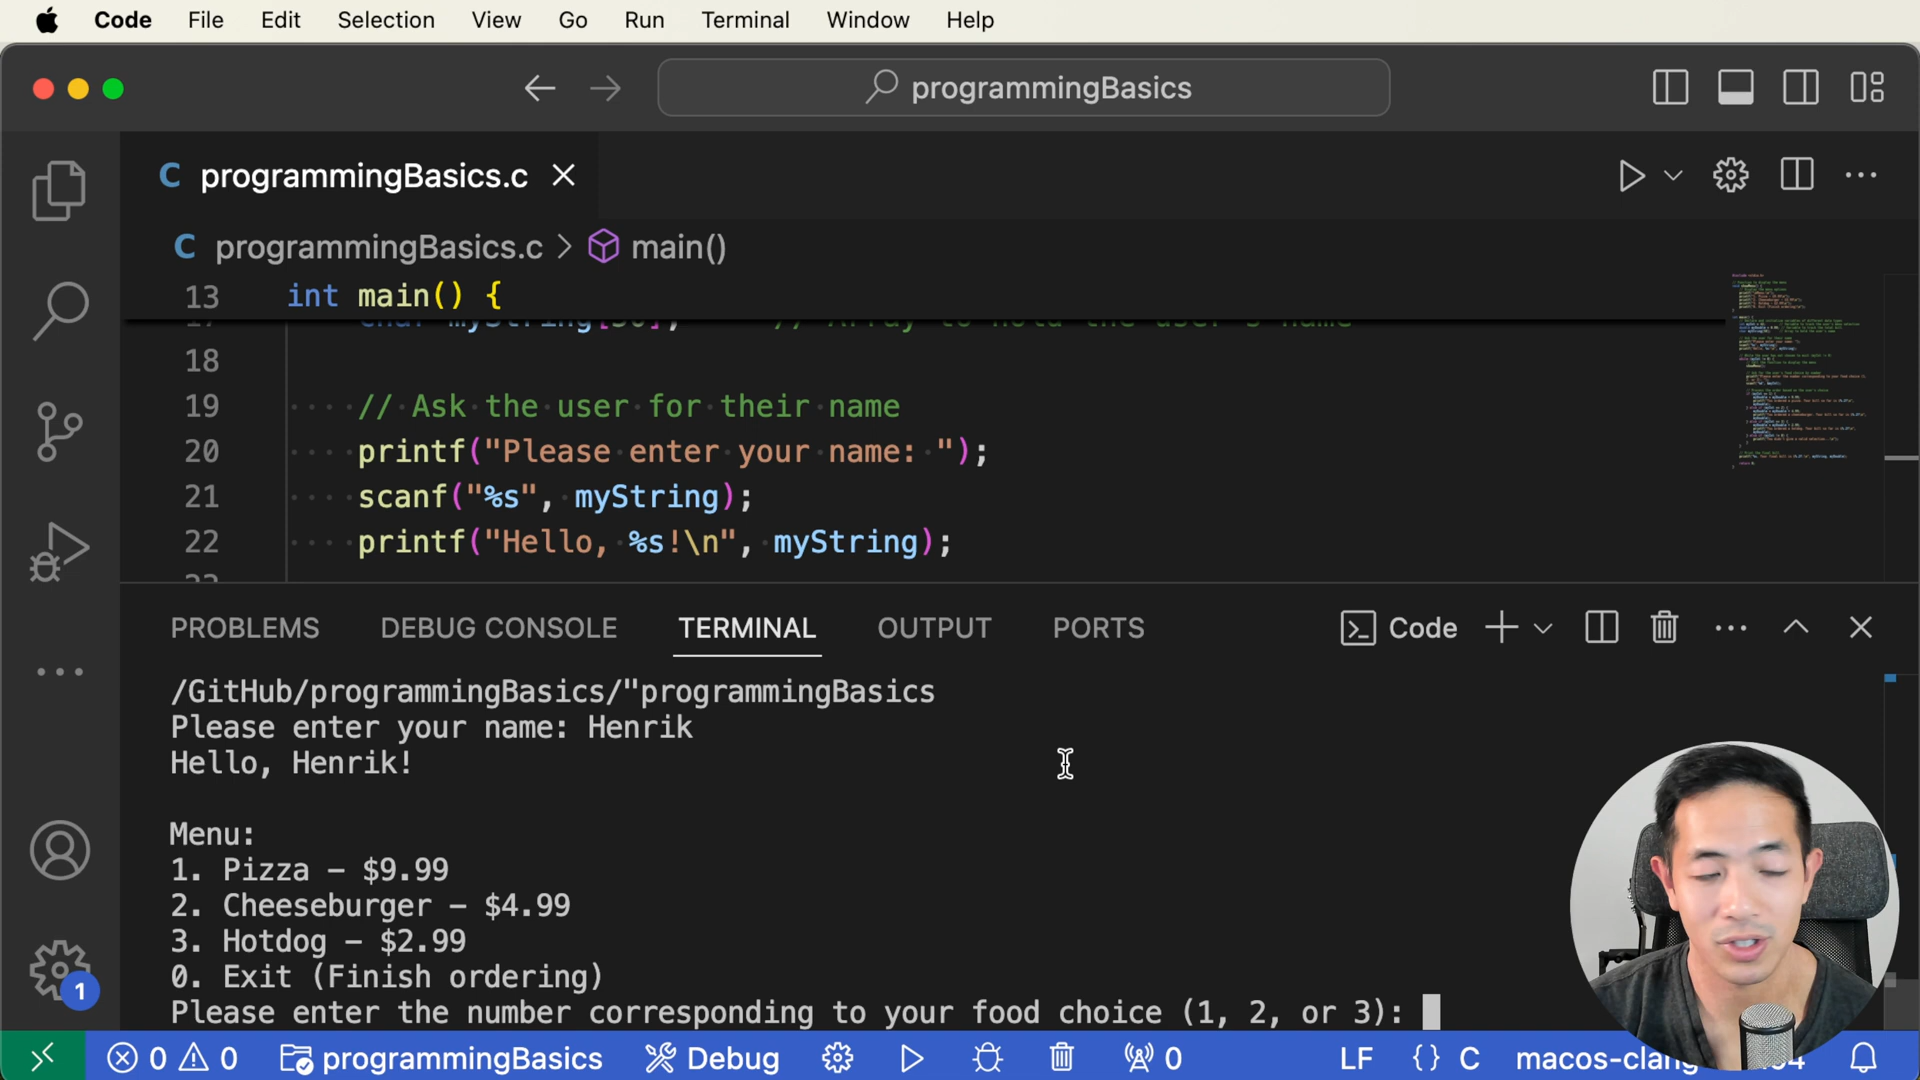 Code File Edit Selection View Go Run Terminal Window Help
programmingBasics
C programmingBasics.c
C programmingBasics.c > main()
13 int main() {
18
19 // Ask the user for their name
20 printf("Please enter your name: ");
21 scanf("%s", myString);
22 printf("Hello, %s!\n", myString);
PROBLEMS DEBUG CONSOLE TERMINAL OUTPUT PORTS Code
/GitHub/programmingBasics/"programmingBasics
Please enter your name: Henrik
Hello, Henrik!
Menu:
1. Pizza – $9.99
2. Cheeseburger – $4.99
3. Hotdog – $2.99
0. Exit (Finish ordering)
Please enter the number corresponding to your food choice (1, 2, or 3):
1
0 0 programmingBasics Debug 0 LF {} C